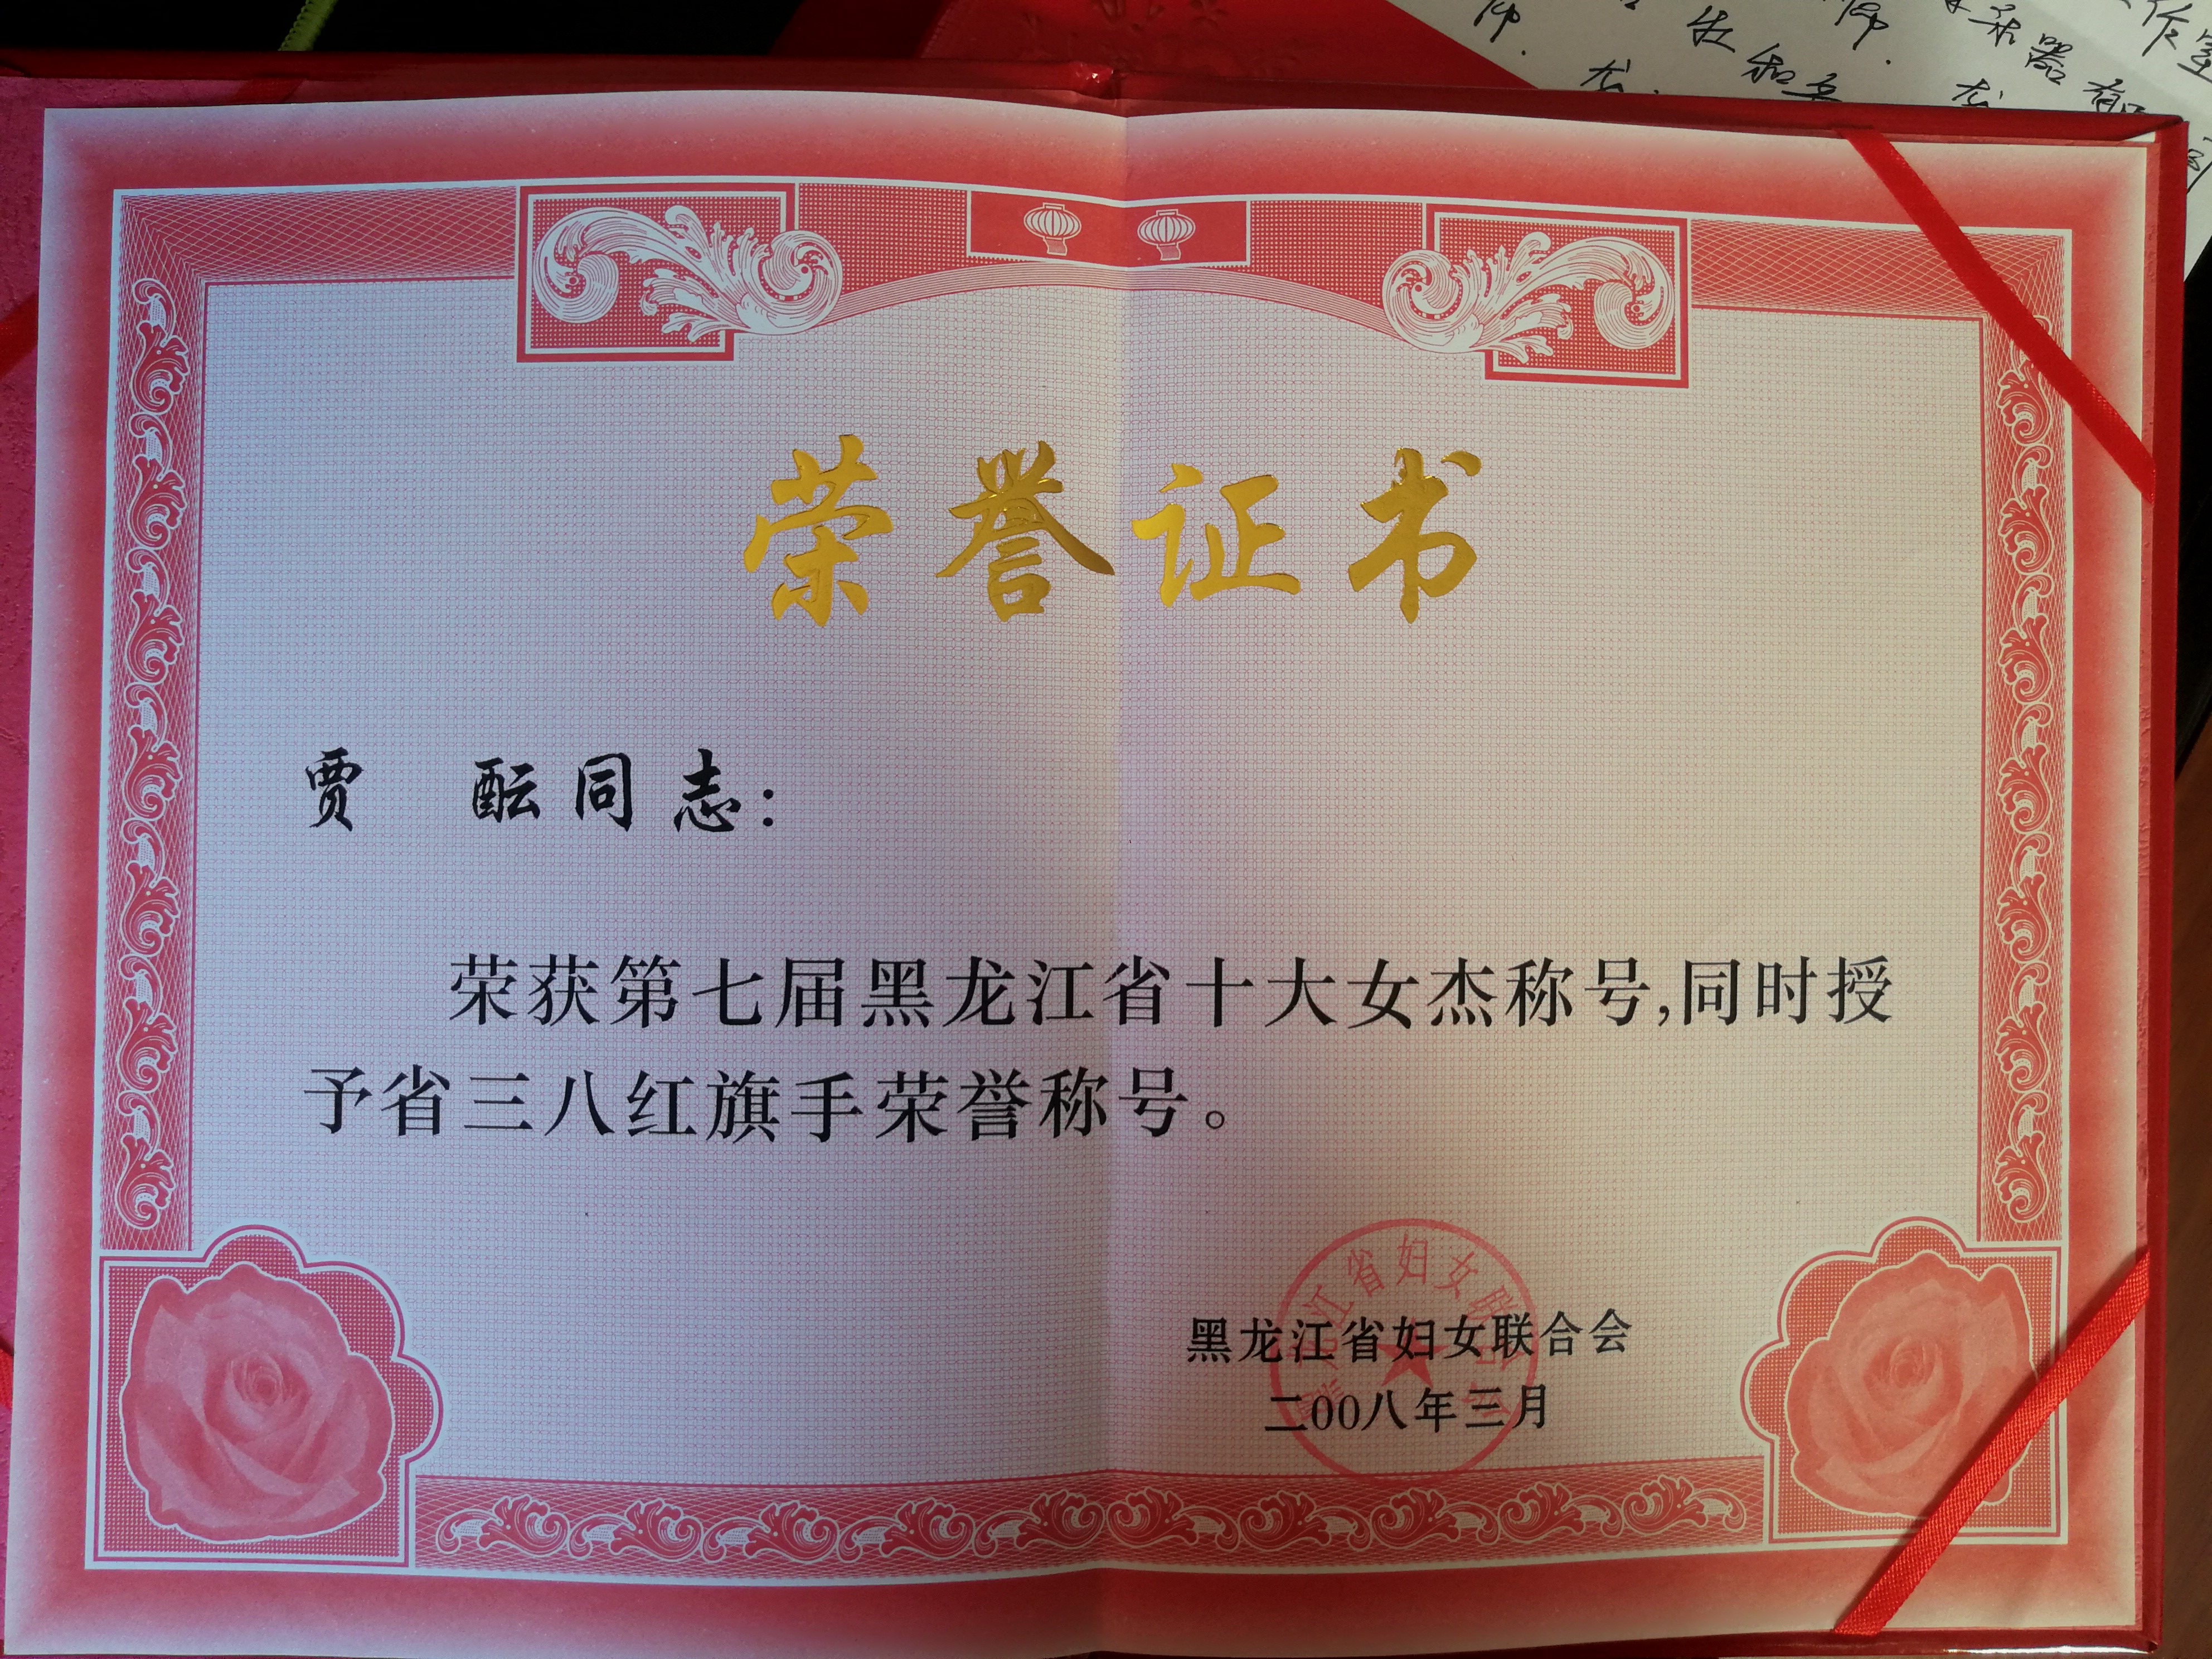 荣誉证书
贾 酝同志:
荣获第七届黑龙江省十大女杰称号,同时授
予省三八红旗手荣誉称号。
黑龙江省妇女联合会
二00八年三月